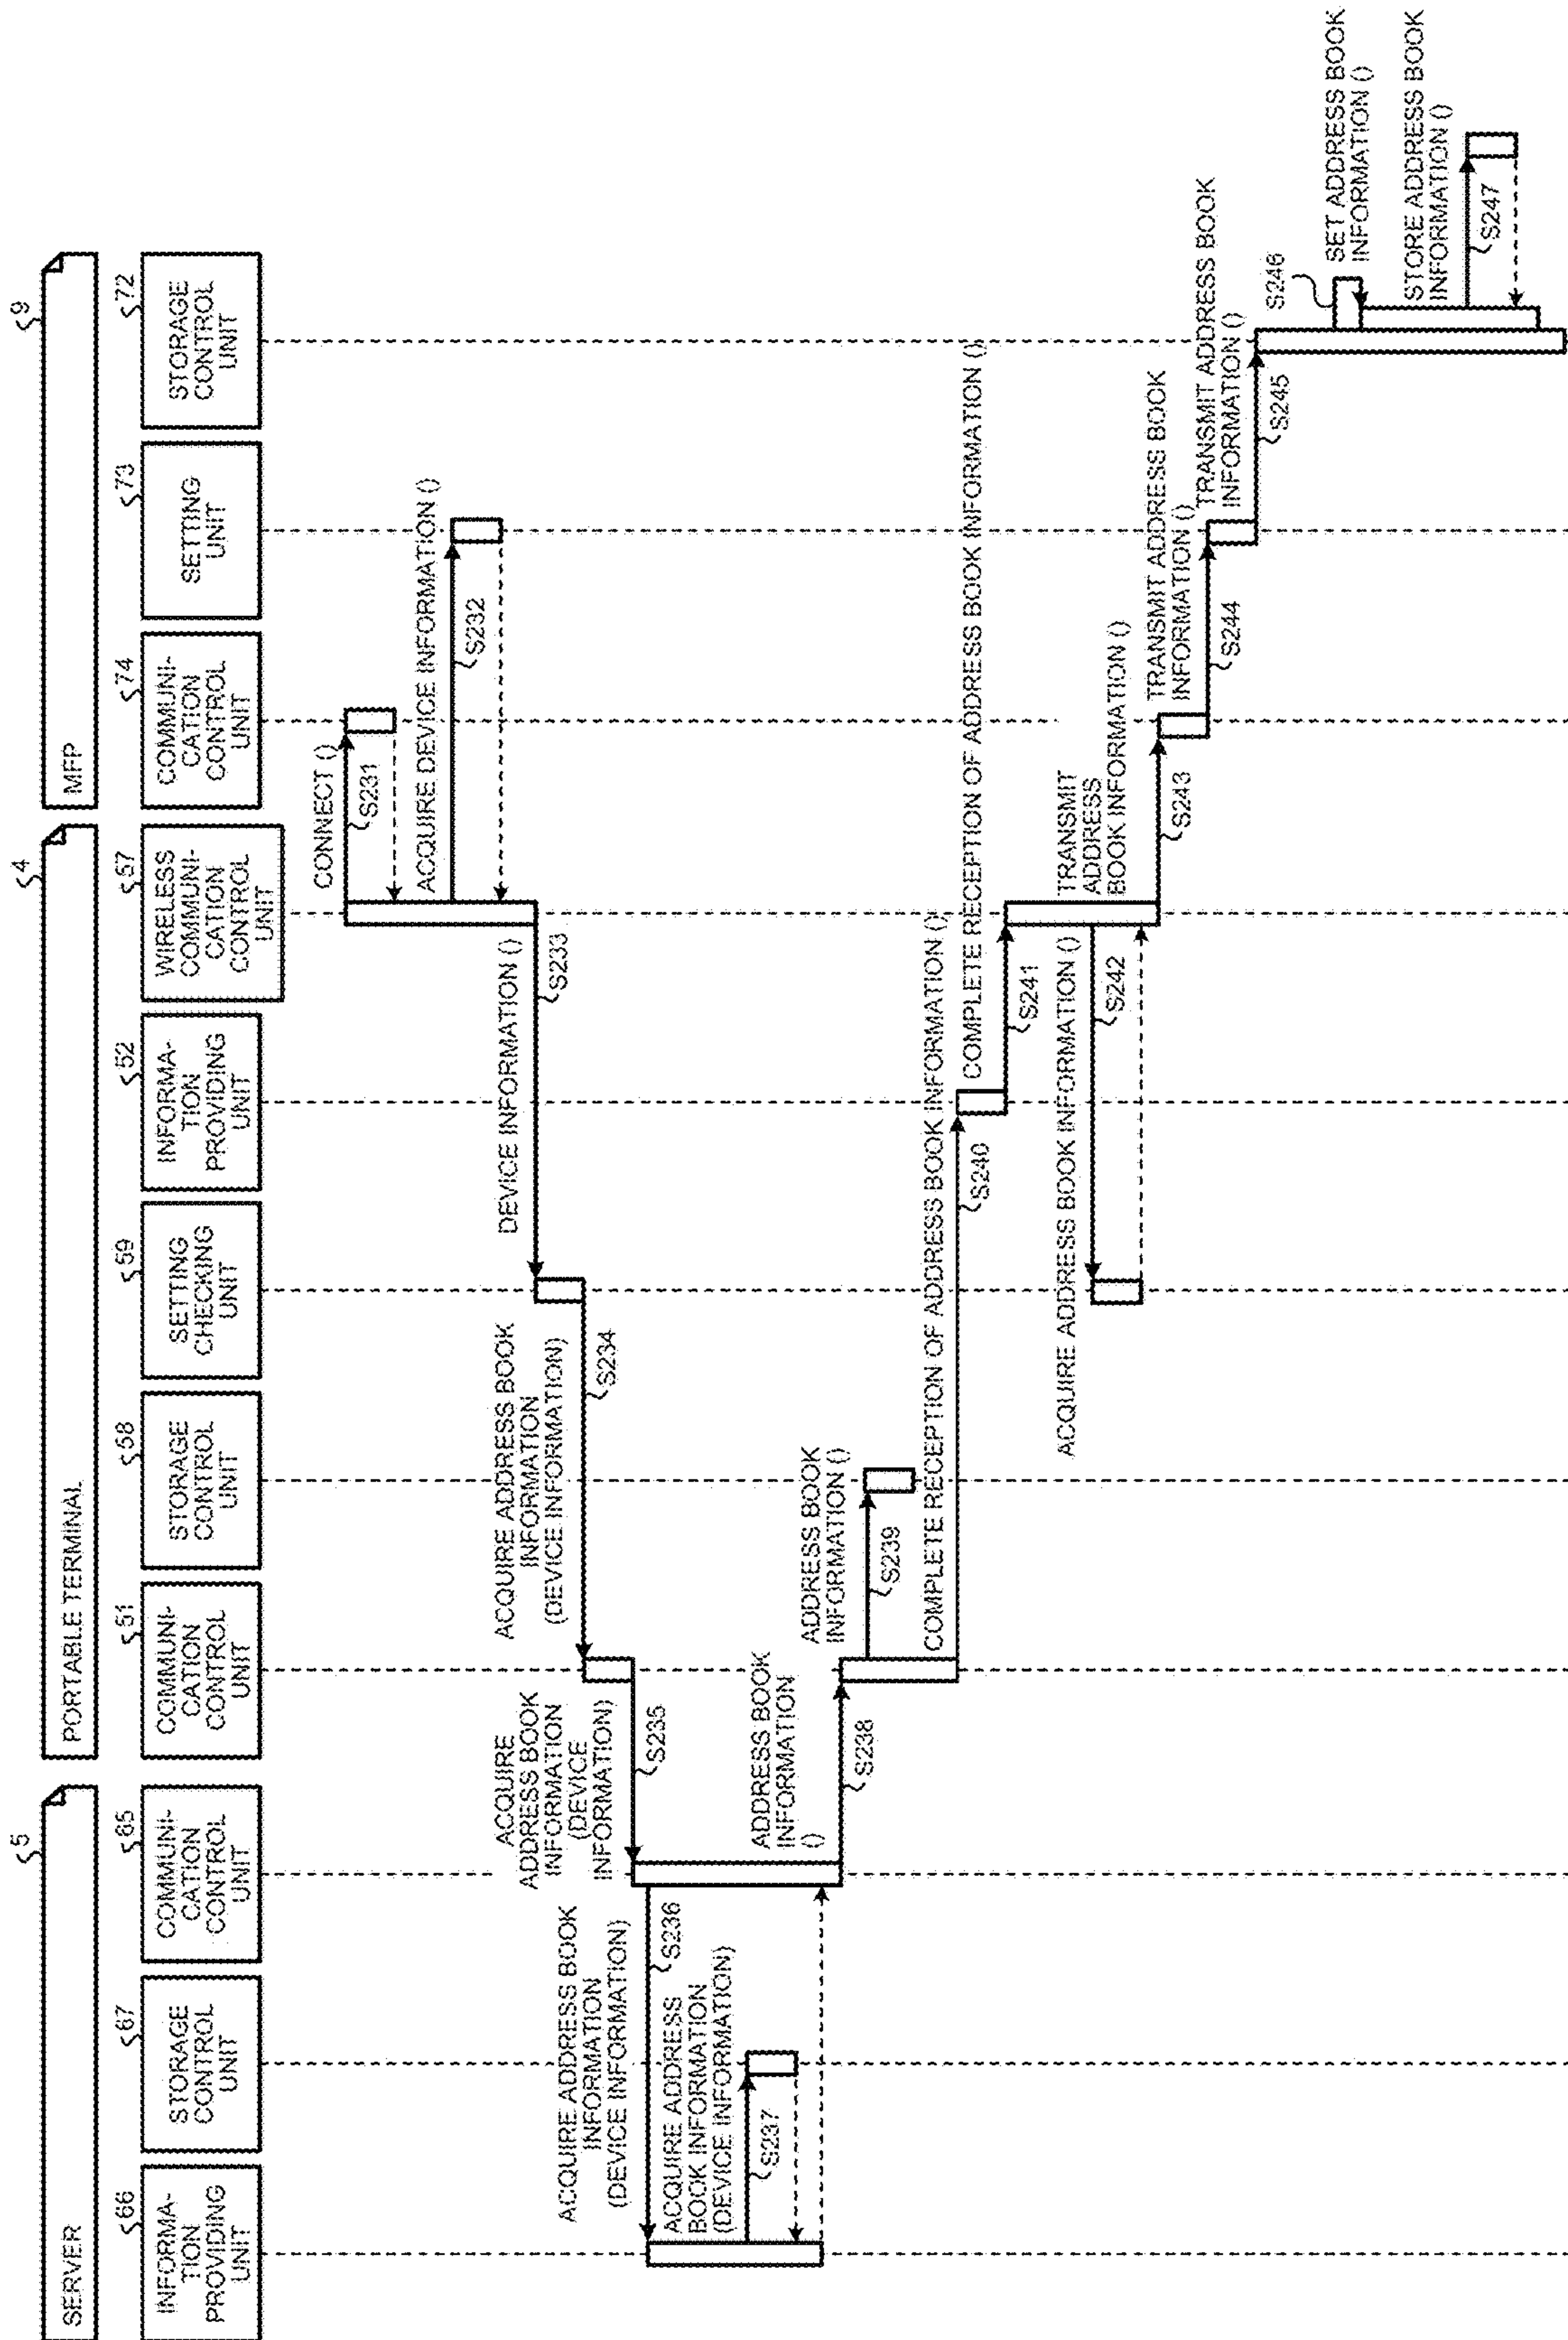 5
SERVER
4
PORTABLE TERMINAL
9
MFP
66
INFORMA-
TION
PROVIDING
UNIT
67
STORAGE
CONTROL
UNIT
65
COMMUNI-
CATION
CONTROL
UNIT
51
COMMUNI-
CATION
CONTROL
UNIT
58
STORAGE
CONTROL
UNIT
59
SETTING
CHECKING
UNIT
52
INFORMA-
TION
PROVIDING
UNIT
57
WIRELESS
COMMUNI-
CATION
CONTROL
UNIT
74
COMMUNI-
CATION
CONTROL
UNIT
73
SETTING
UNIT
72
STORAGE
CONTROL
UNIT
CONNECT ()
S231
ACQUIRE DEVICE INFORMATION ()
S232
DEVICE INFORMATION ()
S233
ACQUIRE ADDRESS BOOK
INFORMATION
(DEVICE INFORMATION)
S234
ACQUIRE
ADDRESS BOOK
INFORMATION
(DEVICE
INFORMATION)
S235
ACQUIRE ADDRESS BOOK
INFORMATION
(DEVICE INFORMATION)
S236
ACQUIRE ADDRESS
BOOK INFORMATION
(DEVICE INFORMATION)
S237
ADDRESS BOOK
INFORMATION
()
S238
ADDRESS BOOK
INFORMATION ()
S239
COMPLETE RECEPTION OF ADDRESS BOOK INFORMATION ()
S240
COMPLETE RECEPTION OF ADDRESS BOOK INFORMATION ()
S241
ACQUIRE ADDRESS BOOK INFORMATION ()
S242
TRANSMIT
ADDRESS
BOOK INFORMATION ()
S243
TRANSMIT ADDRESS BOOK
INFORMATION ()
S244
TRANSMIT ADDRESS BOOK
INFORMATION ()
S245
S246
SET ADDRESS BOOK
INFORMATION ()
STORE ADDRESS BOOK
INFORMATION ()
S247